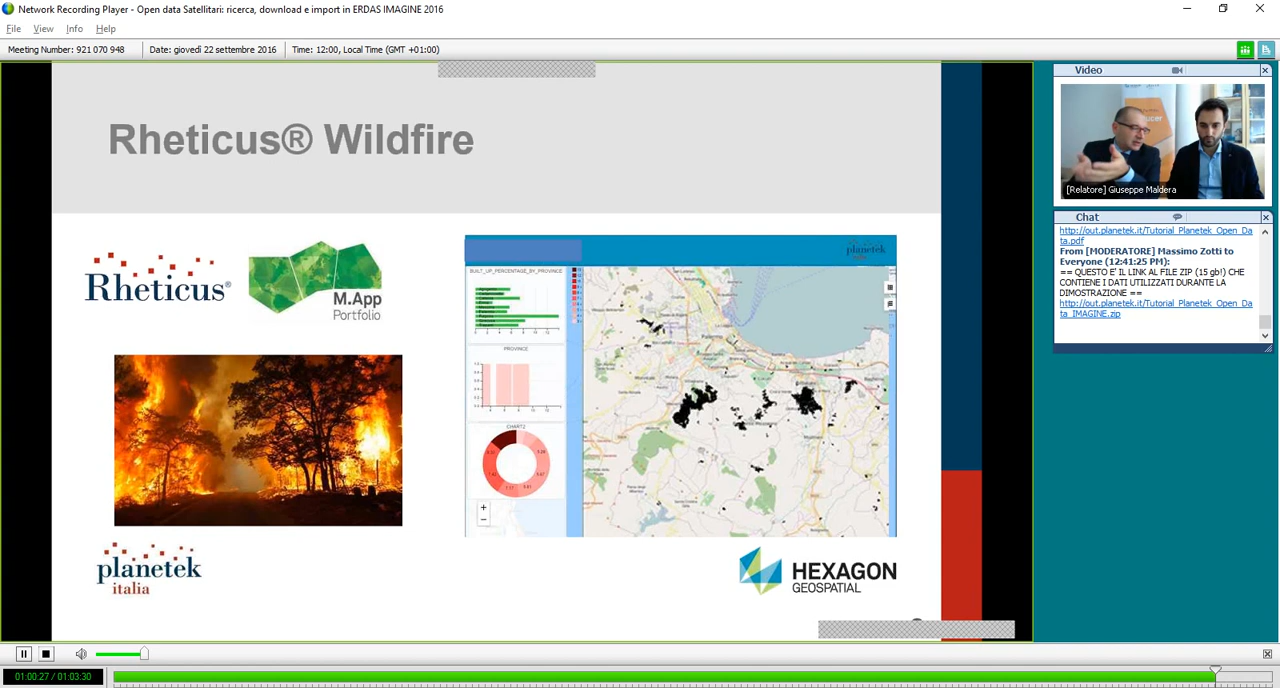 Network Recording Player - Open data Satellitari: ricerca, download e import in ERDAS IMAGINE 2016
File View Info Help
Meeting Number: 921 070 948 Date: giovedì 22 settembre 2016 Time: 12:00, Local Time (GMT +01:00)
Rheticus® Wildfire
Rheticus®
M.App
Portfolio
planetek
italia
planetek
BUILT_UP_PERCENTAGE_BY_PROVINCE
PROVINCE
CHART2
HEXAGON
GEOSPATIAL
Video
[Relatore] Giuseppe Maldera
Chat
http://out.planetek.it/Tutorial_Planetek_Open_Da
ta.pdf
From [MODERATORE] Massimo Zotti to
Everyone (12:41:25 PM):
== QUESTO E' IL LINK AL FILE ZIP (15 gb!) CHE
CONTIENE I DATI UTILIZZATI DURANTE LA
DIMOSTRAZIONE ==
http://out.planetek.it/Tutorial_Planetek_Open_Da
ta_IMAGINE.zip
01:00:27 / 01:03:30